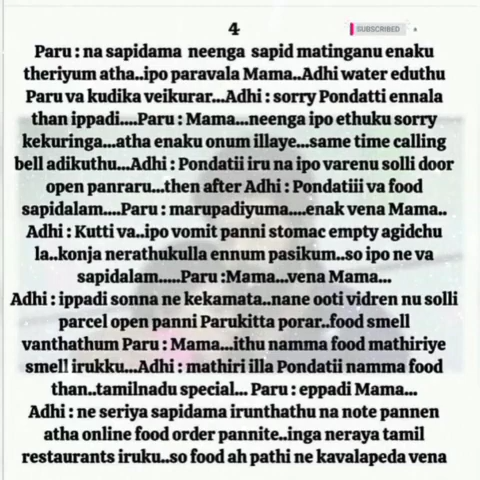 4
SUBSCRIBED
Paru : na sapidama neenga sapid matinganu enaku
theriyum atha..ipo paravala Mama..Adhi water eduthu
Paru va kudika veikurar...Adhi : sorry Pondatti ennala
than ippadi....Paru : Mama...neenga ipo ethuku sorry
kekuringa...atha enaku onum illaye...same time calling
bell adikuthu...Adhi : Pondatii iru na ipo varenu solli door
open panraru...then after Adhi : Pondatiii va food
sapidalam....Paru : marupadiyuma....enak vena Mama..
Adhi : Kutti va..ipo vomit panni stomac empty agidchu
la..konja nerathukulla ennum pasikum..so ipo ne va
sapidalam.....Paru :Mama...vena Mama...
Adhi : ippadi sonna ne kekamata..nane ooti vidren nu solli
parcel open panni Parukitta porar..food smell
vanthathum Paru : Mama...ithu namma food mathiriye
smell irukku...Adhi : mathiri illa Pondatii namma food
than..tamilnadu special... Paru : eppadi Mama...
Adhi : ne seriya sapidama irunthathu na note pannen
atha online food order pannite..inga neraya tamil
restaurants iruku..so food ah pathi ne kavalapeda vena